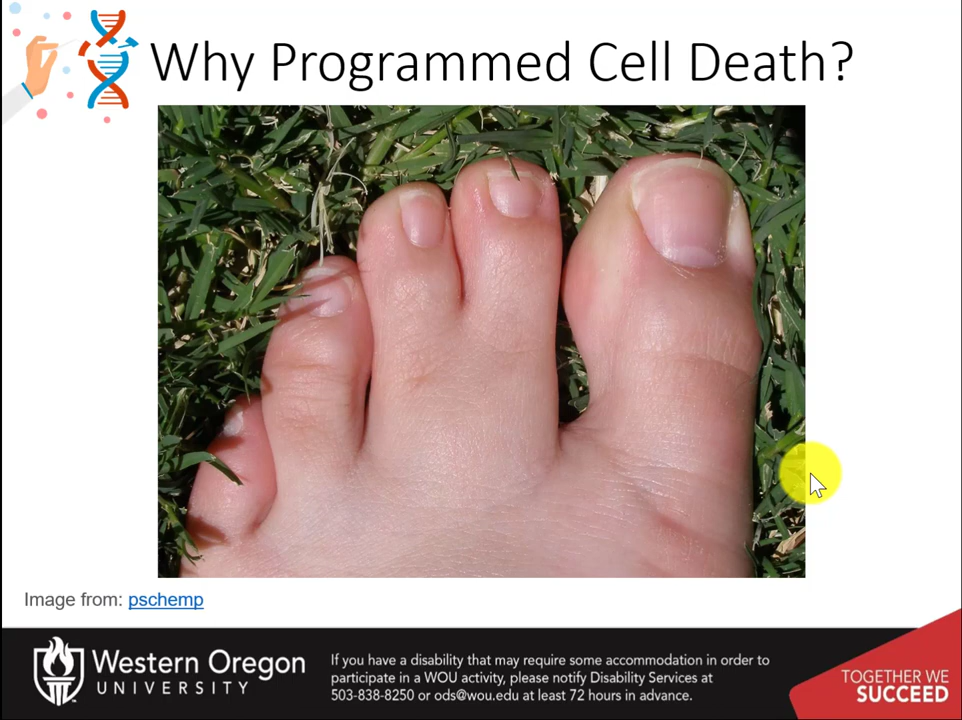 Why Programmed Cell Death?
Image from: pschemp
Western Oregon
UNIVERSITY
If you have a disability that may require some accommodation in order to
participate in a WOU activity, please notify Disability Services at
503-838-8250 or ods@wou.edu at least 72 hours in advance.
TOGETHER WE
SUCCEED